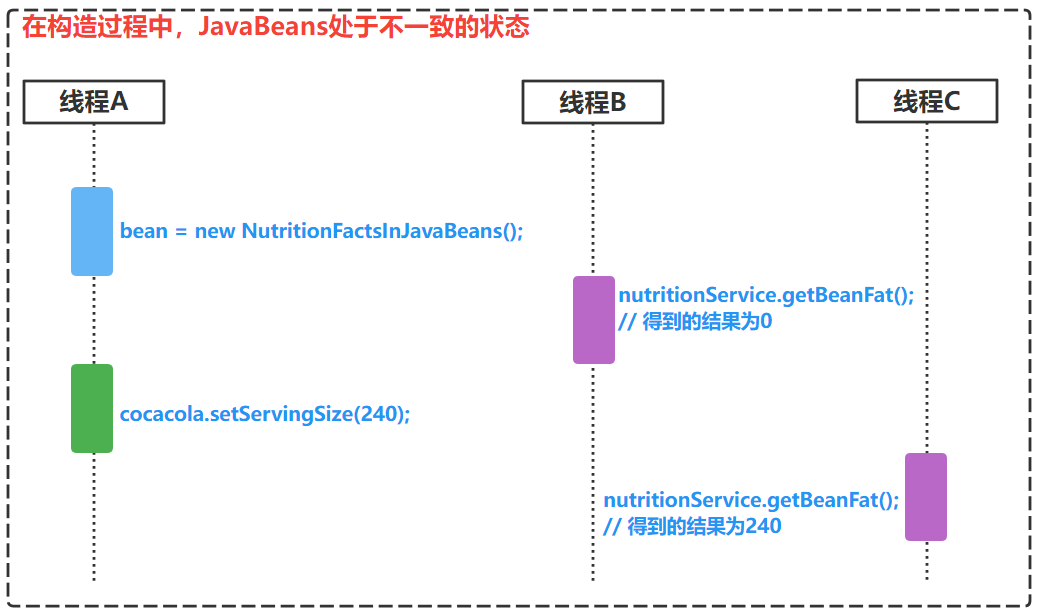 在构造过程中，JavaBeans处于不一致的状态
线程A
线程B
线程C
bean = new NutritionFactsInJavaBeans();
nutritionService.getBeanFat();
// 得到的结果为0
cocacola.setServingSize(240);
nutritionService.getBeanFat();
// 得到的结果为240